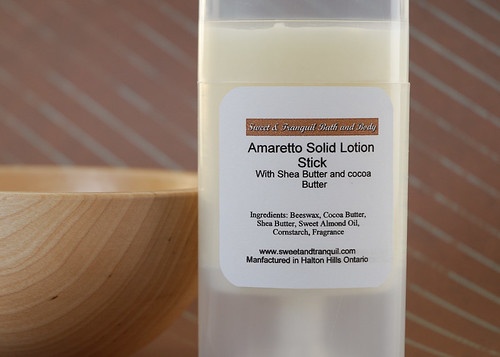 Sweet & Tranquil Bath and Body
Amaretto Solid Lotion
Stick
With Shea Butter and cocoa
Butter
Ingredients: Beeswax, Cocoa Butter,
Shea Butter, Sweet Almond Oil,
Cornstarch, Fragrance
www.sweetandtranquil.com
Manfactured in Halton Hills Ontario